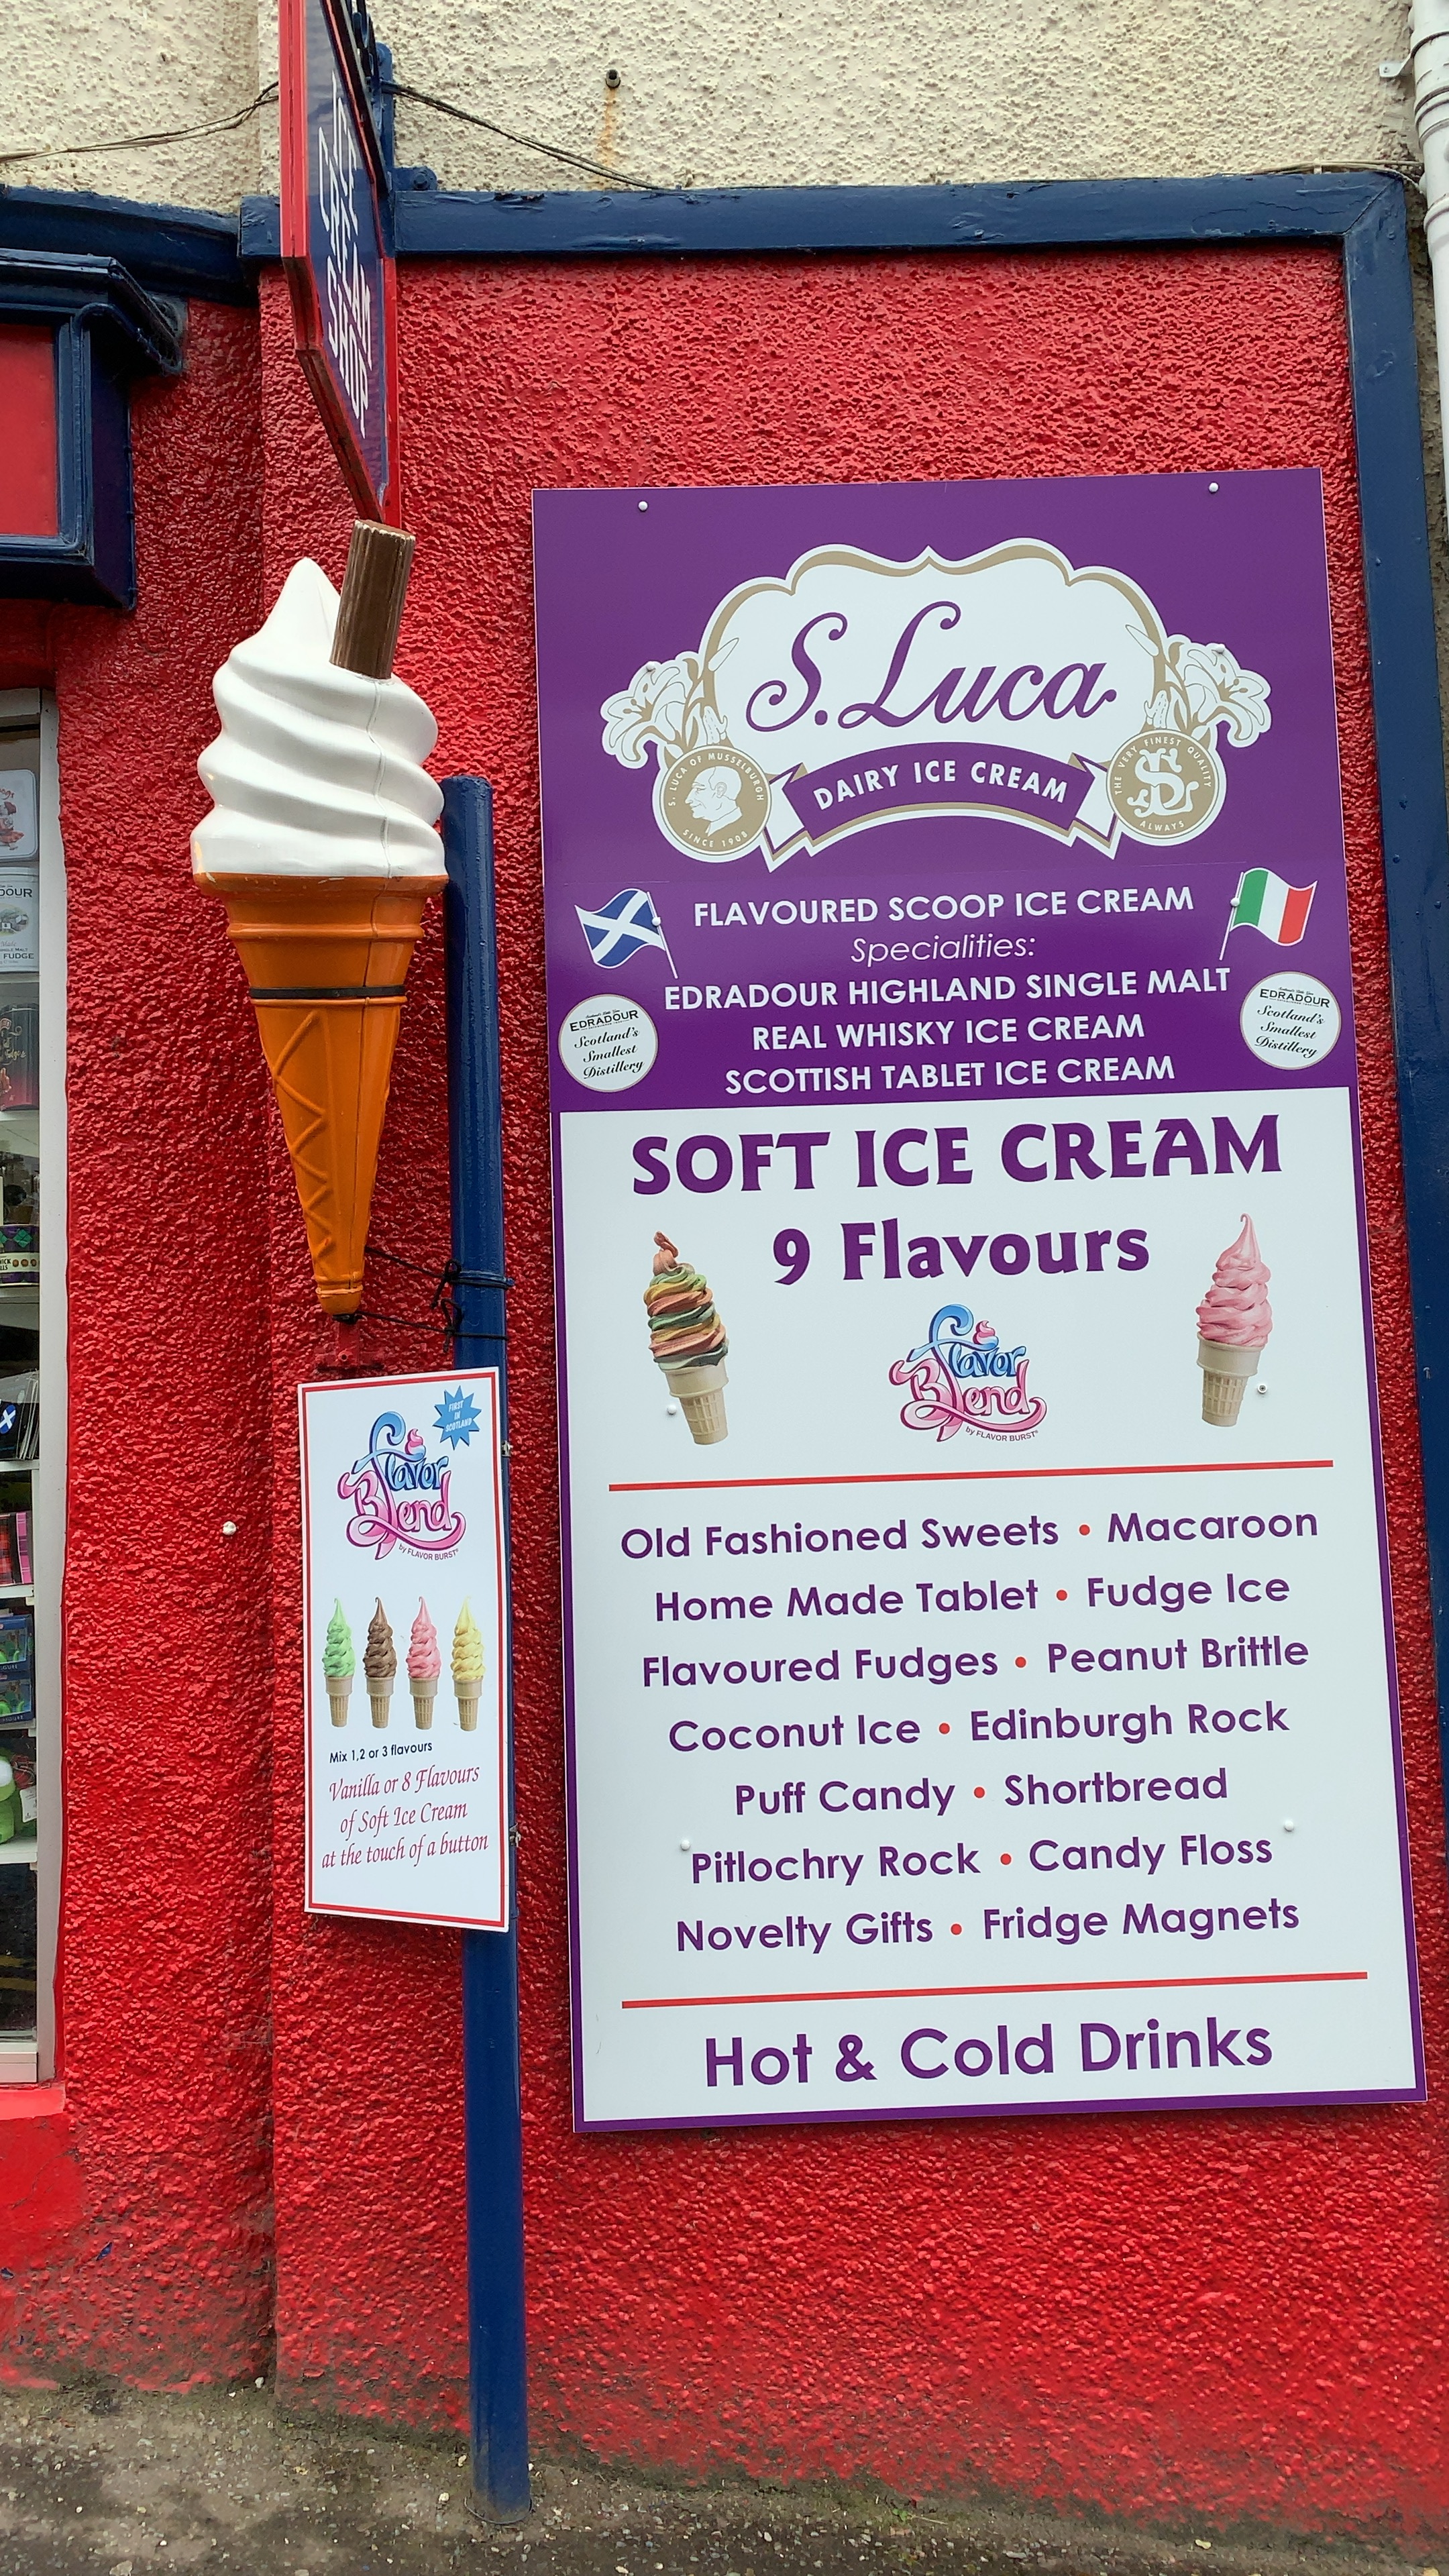 ICE
CREAM
SHOP
S. Luca
DAIRY ICE CREAM
S. LUCA OF MUSSELBURGH
SINCE 1908
THE VERY FINEST QUALITY
ALWAYS
SL
FLAVOURED SCOOP ICE CREAM
Specialities:
EDRADOUR HIGHLAND SINGLE MALT
REAL WHISKY ICE CREAM
SCOTTISH TABLET ICE CREAM
EDRADOUR
Scotland's
Smallest
Distillery
EDRADOUR
Scotland's
Smallest
Distillery
SOFT ICE CREAM
9 Flavours
Flavor
Blend
by FLAVOR BURST®
Old Fashioned Sweets • Macaroon
Home Made Tablet • Fudge Ice
Flavoured Fudges • Peanut Brittle
Coconut Ice • Edinburgh Rock
Puff Candy • Shortbread
Pitlochry Rock • Candy Floss
Novelty Gifts • Fridge Magnets
Hot & Cold Drinks
FIRST
IN
SCOTLAND
Flavor
Blend
by FLAVOR BURST®
Mix 1,2 or 3 flavours
Vanilla or 8 Flavours
of Soft Ice Cream
at the touch of a button
FUDGE